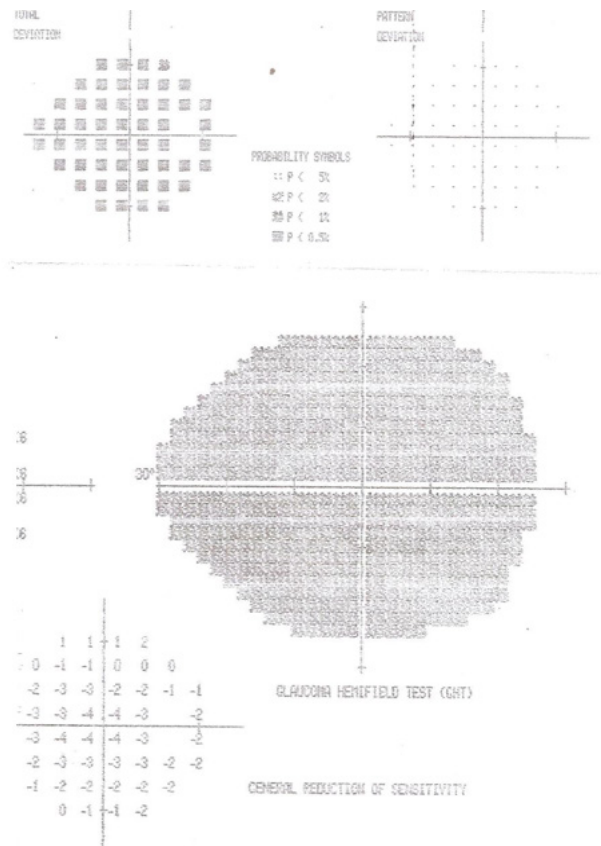 TOTAL
DEVIATION
PATTERN
DEVIATION
PROBABILITY SYMBOLS
:: P < 5%
P < 2%
P < 1%
P < 0.5%
30°
1 1 1 2
0 -1 -1 0 0 0
-2 -3 -3 -2 -2 -1 -1
-3 -3 -4 -4 -3 -2
-3 -4 -4 -4 -3 -2
-2 -3 -3 -3 -3 -2 -2
-1 -2 -2 -2 -2 -2
0 -1 -1 -2
GLAUCOMA HEMIFIELD TEST (GHT)
GENERAL REDUCTION OF SENSITIVITY